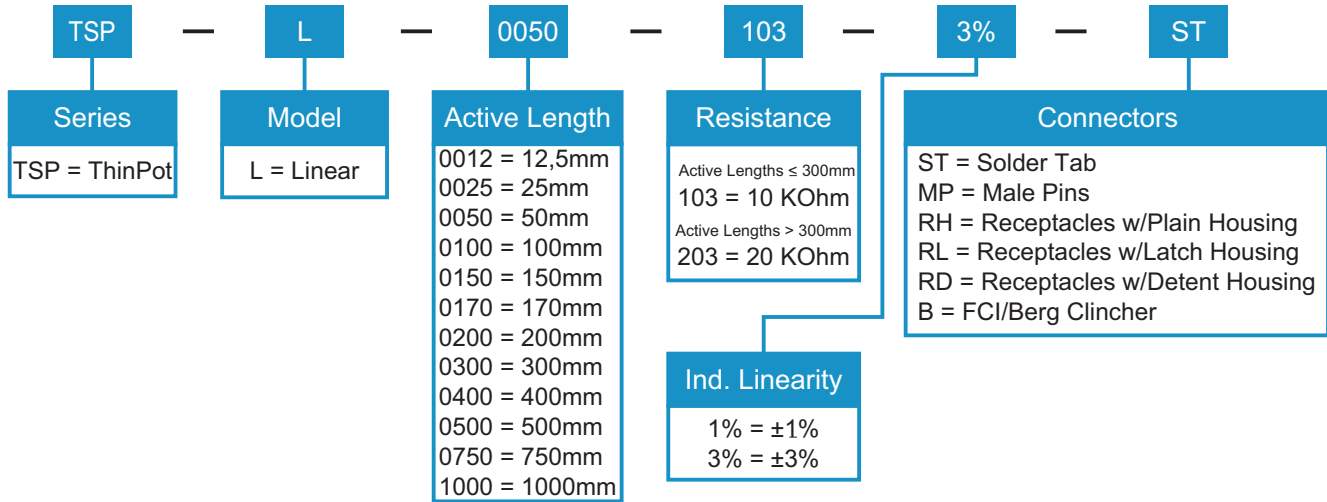 TSP — L — 0050 — 103 — 3% — ST
Series
TSP = ThinPot
Model
L = Linear
Active Length
0012 = 12,5mm
0025 = 25mm
0050 = 50mm
0100 = 100mm
0150 = 150mm
0170 = 170mm
0200 = 200mm
0300 = 300mm
0400 = 400mm
0500 = 500mm
0750 = 750mm
1000 = 1000mm
Resistance
Active Lengths ≤ 300mm
103 = 10 KOhm
Active Lengths > 300mm
203 = 20 KOhm
Ind. Linearity
1% = ±1%
3% = ±3%
Connectors
ST = Solder Tab
MP = Male Pins
RH = Receptacles w/Plain Housing
RL = Receptacles w/Latch Housing
RD = Receptacles w/Detent Housing
B = FCI/Berg Clincher